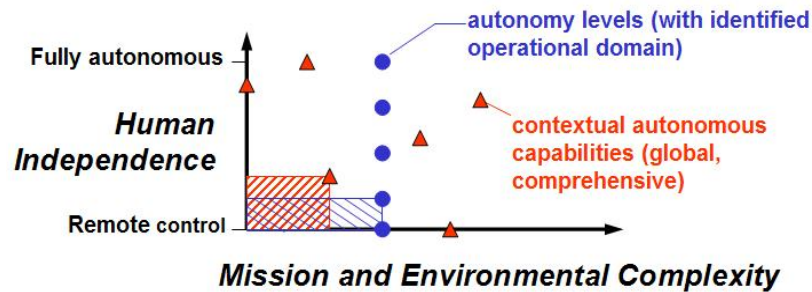 autonomy levels (with identified
operational domain)
Fully autonomous
Human
Independence
contextual autonomous
capabilities (global,
comprehensive)
Remote control
Mission and Environmental Complexity